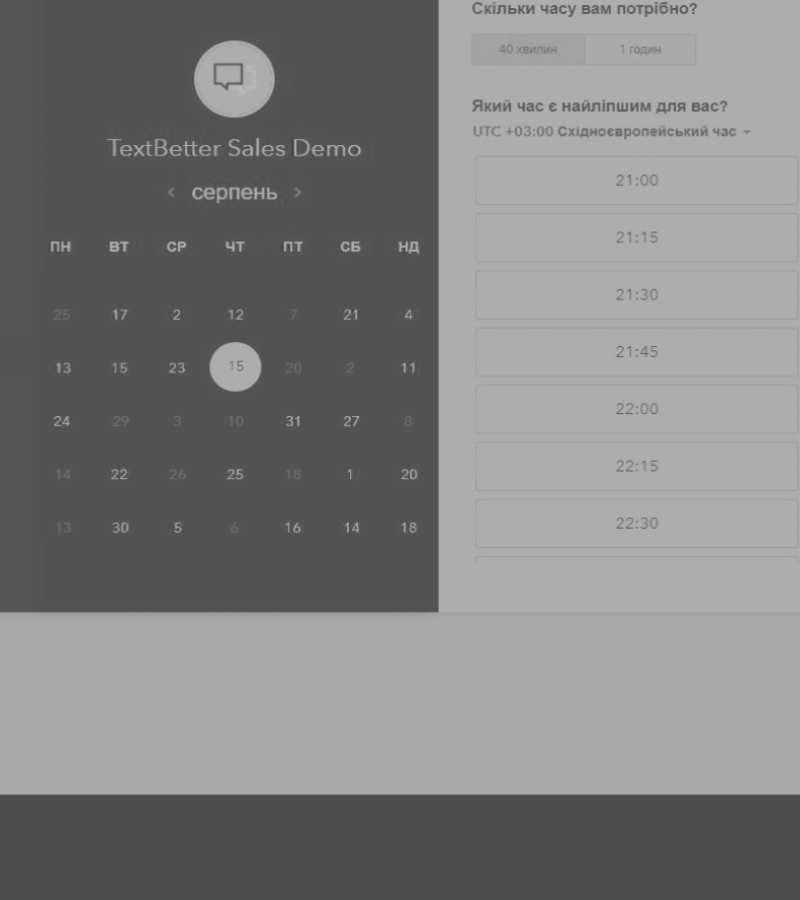 TextBetter Sales Demo
‹ серпень ›
ПН ВТ СР ЧТ ПТ СБ НД
25 17 2 12 7 21 4
13 15 23 15 20 2 11
24 29 3 10 31 27 8
14 22 26 25 18 1 20
13 30 5 6 16 14 18
Скільки часу вам потрібно?
40 хвилин 1 годин
Який час є найліпшим для вас?
UTC +03:00 Східноєвропейський час
21:00
21:15
21:30
21:45
22:00
22:15
22:30